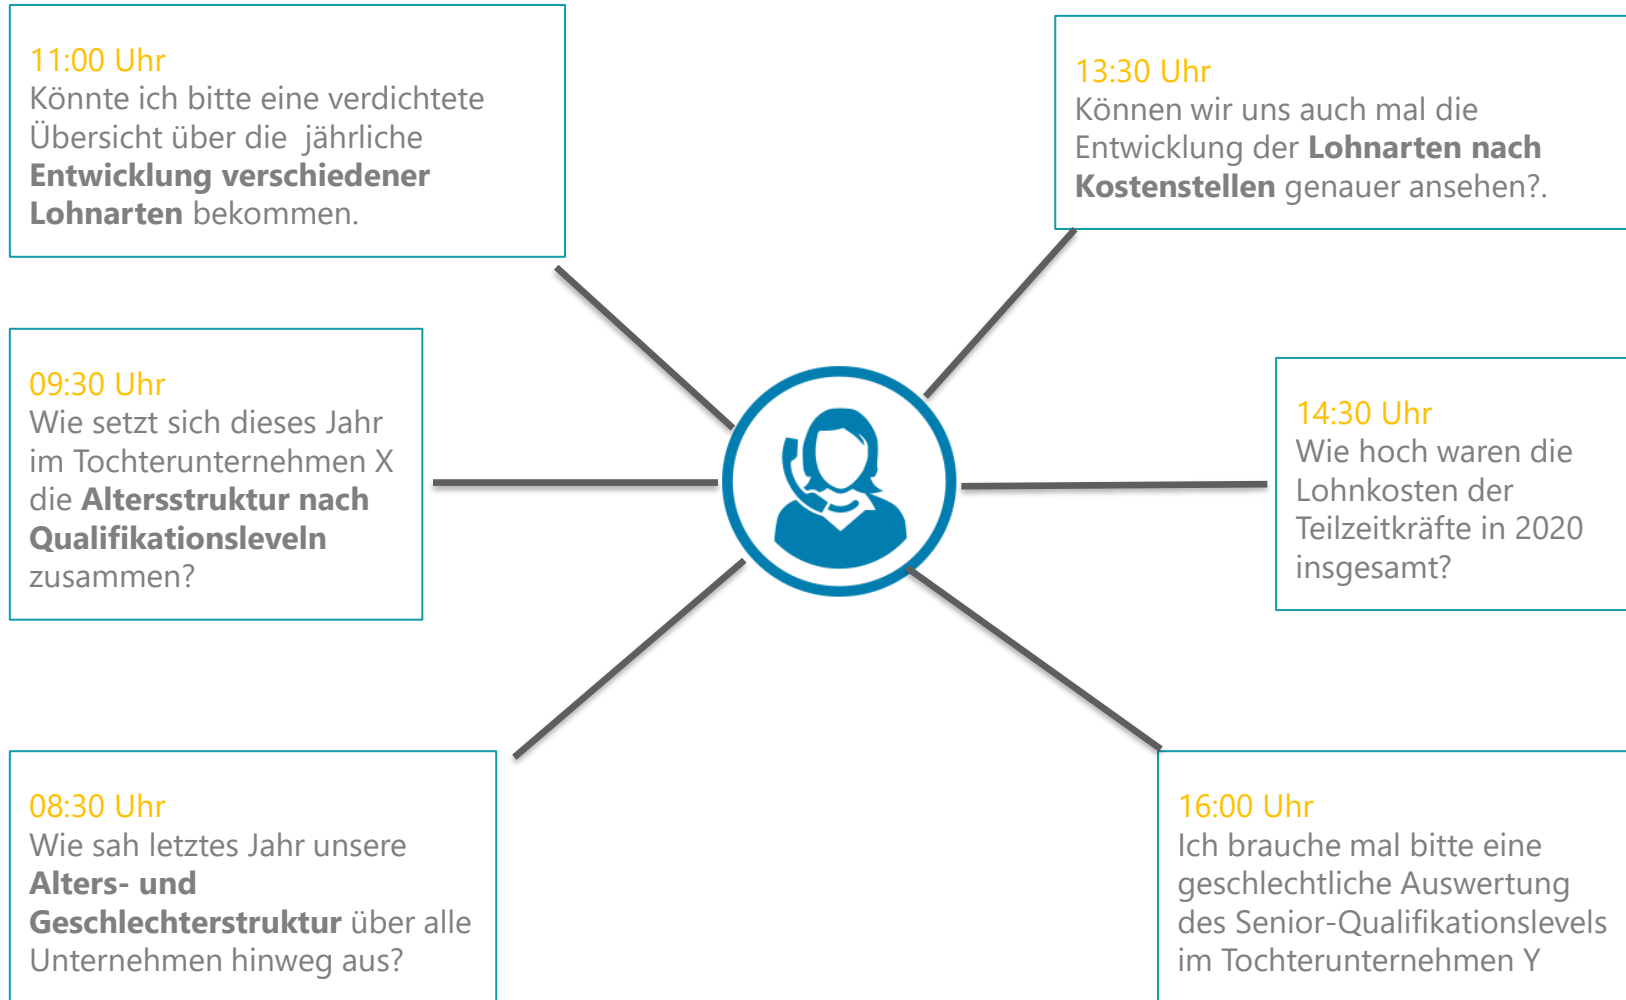 11:00 Uhr
Könnte ich bitte eine verdichtete
Übersicht über die  jährliche
Entwicklung verschiedener
Lohnarten bekommen.
13:30 Uhr
Können wir uns auch mal die
Entwicklung der Lohnarten nach
Kostenstellen genauer ansehen?.
09:30 Uhr
Wie setzt sich dieses Jahr
im Tochterunternehmen X
die Altersstruktur nach
Qualifikationsleveln
zusammen?
14:30 Uhr
Wie hoch waren die
Lohnkosten der
Teilzeitkräfte in 2020
insgesamt?
08:30 Uhr
Wie sah letztes Jahr unsere
Alters- und
Geschlechterstruktur über alle
Unternehmen hinweg aus?
16:00 Uhr
Ich brauche mal bitte eine
geschlechtliche Auswertung
des Senior-Qualifikationslevels
im Tochterunternehmen Y